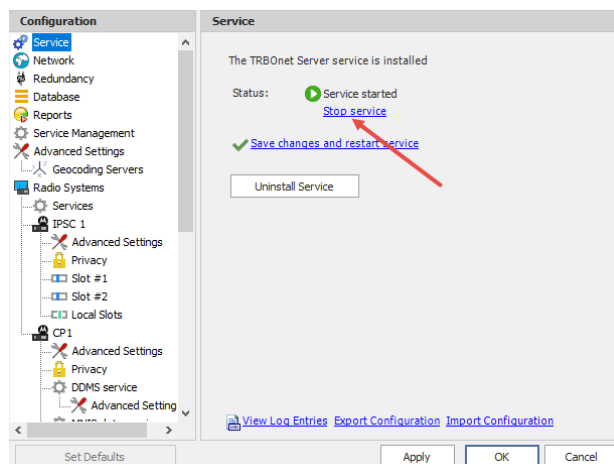 Configuration
Service
Network
Redundancy
Database
Reports
Service Management
Advanced Settings
Geocoding Servers
Radio Systems
Services
IPSC 1
Advanced Settings
Privacy
Slot #1
Slot #2
Local Slots
CP1
Advanced Settings
Privacy
DDMS service
Advanced Setting
Set Defaults
Service
The TRBOnet Server service is installed
Status: Service started
Stop service
Save changes and restart service
Uninstall Service
View Log Entries Export Configuration Import Configuration
Apply OK Cancel